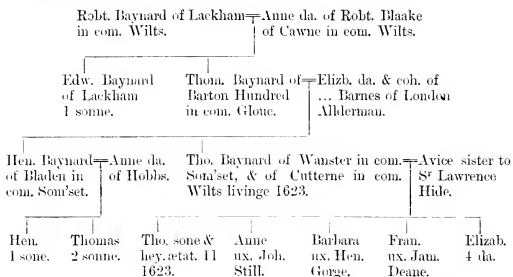 Robt. Baynard of Lackham Anne da. of Robt. Blaake
in com. Wilts. of Cawne in com. Wilts.
Edw. Baynard Thom. Baynard of Elizb. da. & coh. of
of Lackham Barton Hundred ... Barnes of London
1 sonne. in com. Glouc. Allderman.
Hen. Baynard Anne da. Tho. Baynard of Wanster in com. Avice sister to
of Bladen in of Hobbs. Som'set, & of Cutterne in com. Sr Lawrence
com. Som'set. Wilts livinge 1623. Hide.
Hen. Thomas Tho. sone & Anne Barbara Fran. Elizab.
1 sone. 2 sonne. hey. ætat. 11 ux. Joh. ux. Hen. ux. Jam. 4 da.
1623. Still. Gorge. Deane.